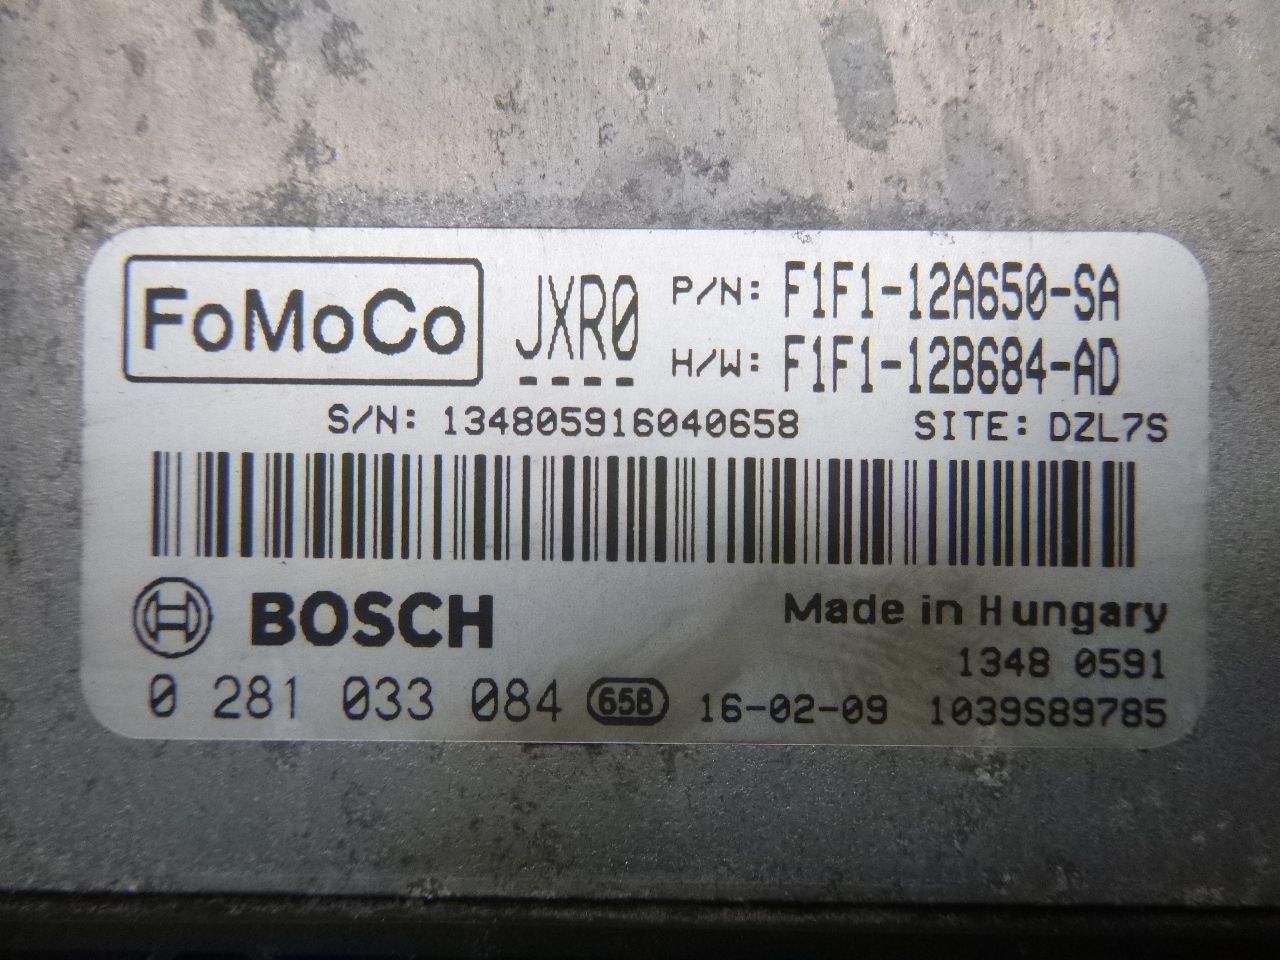 FoMoCo JXR0 P/N: F1F1-12A650-SA
H/W: F1F1-12B684-AD
S/N: 134805916040658 SITE: DZL7S
BOSCH Made in Hungary
1348 0591
0 281 033 084 658 16-02-09 1039S89785